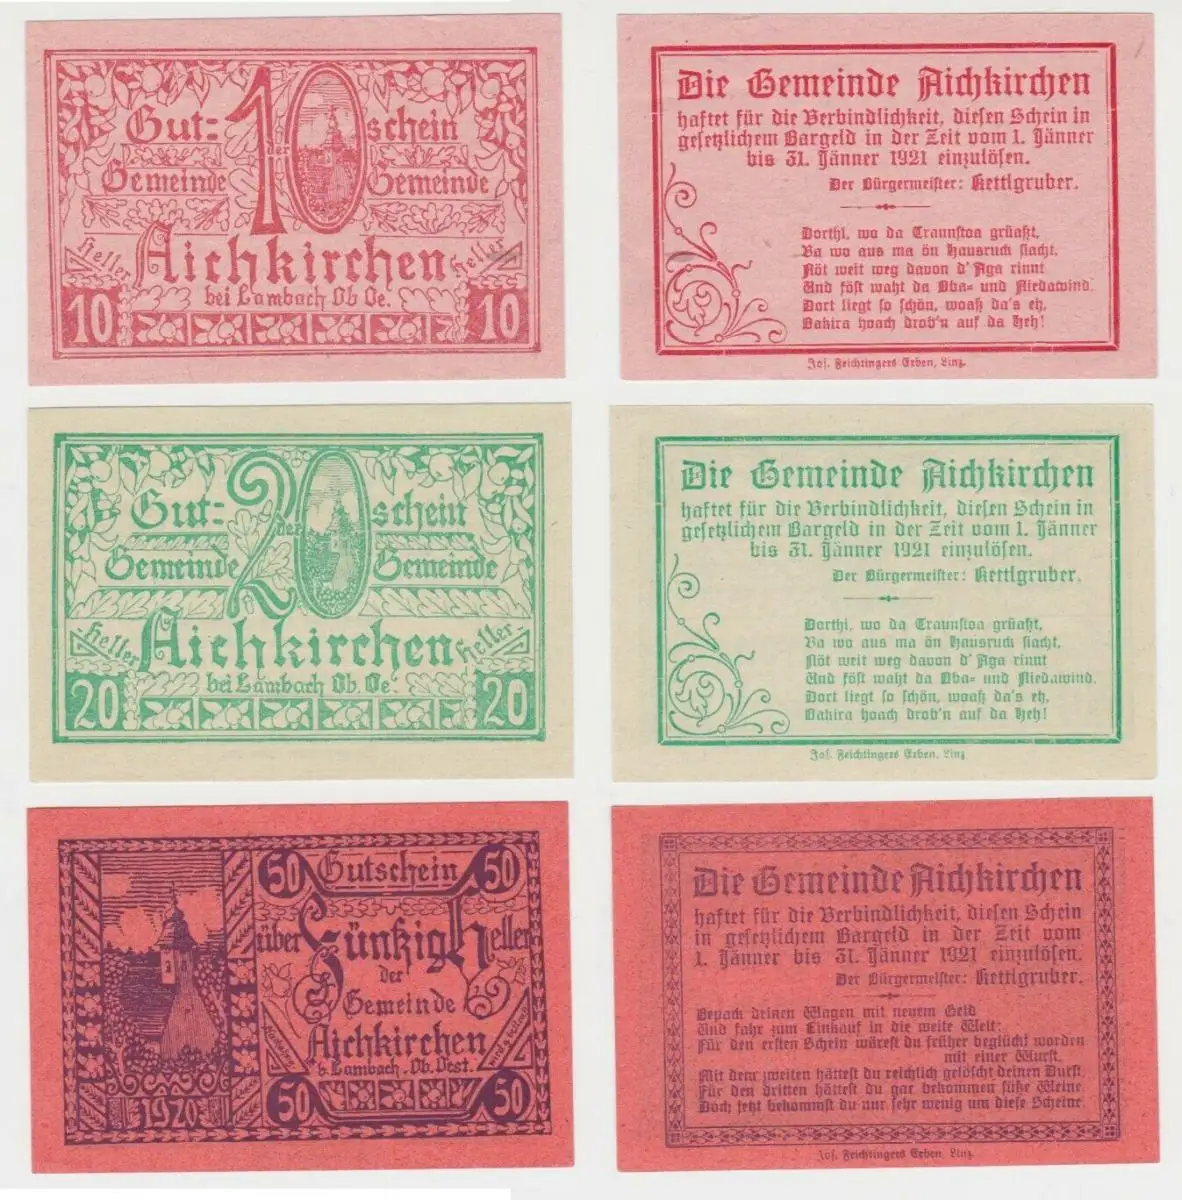 10
Gut= schein
der
Gemeinde Gemeinde
Aichkirchen
Heller Heller
bei Lambach Ob. Oe.
10 10
Die Gemeinde Aichkirchen
haftet für die Verbindlichkeit, diesen Schein in
gesetzlichem Bargeld in der Zeit vom 1. Jänner
bis 31. Jänner 1921 einzulösen.
Der Bürgermeister: Kettlgruber.
Dorthl, wo da Traunstoa grüaßt,
Va wo aus ma ön Hausruck siacht,
Nöt weit weg davon d' Aga rinnt
Und föst waht da Oba- und Niedawind,
Dort liegt so schön, woaß da's eh,
Vakira hoach drob'n auf da Heh!
Jos. Feichtingers Erben, Linz.
20
Gut= schein
der
Gemeinde Gemeinde
Aichkirchen
Heller Heller
bei Lambach Ob. Oe.
20 20
Die Gemeinde Aichkirchen
haftet für die Verbindlichkeit, diesen Schein in
gesetzlichem Bargeld in der Zeit vom 1. Jänner
bis 31. Jänner 1921 einzulösen.
Der Bürgermeister: Kettlgruber.
Dorthl, wo da Traunstoa grüaßt,
Va wo aus ma ön Hausruck siacht,
Nöt weit weg davon d' Aga rinnt
Und föst waht da Oba- und Niedawind.
Dort liegt so schön, woaß da's eh,
Vakira hoach drob'n auf da Heh!
Jos. Feichtingers Erben, Linz
50 Gutschein 50
über Fünfzig Heller
der
Gemeinde
Aichkirchen
b. Lambach. Ob. Oest.
50 50
1920
Die Gemeinde Aichkirchen
haftet für die Verbindlichkeit, diesen Schein
in gesetzlichem Bargeld in der Zeit vom
1. Jänner bis 31. Jänner 1921 einzulösen.
Der Bürgermeister: Kettlgruber.
Bepack deinen Wagen mit neuem Geld
Und fahr zum Einkauf in die weite Welt:
Für den ersten Schein wärest du früher beglückt worden
mit einer Wurst,
Mit dem zweiten hättest du reichlich gelöscht deinen Durst,
Für den dritten hättest du gar bekommen süße Weine,
Doch jetzt bekommst du nur sehr wenig um diese Scheine.
Jos. Feichtingers Erben, Linz.